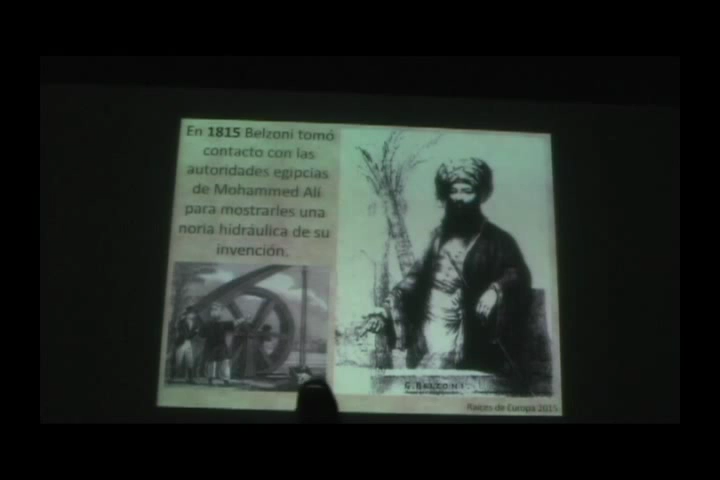 En 1815 Belzoni tomó
contacto con las
autoridades egipcias
de Mohammed Alí
para mostrarles una
noria hidráulica de su
invención.
G. BELZONI.
Raíces de Europa 2015